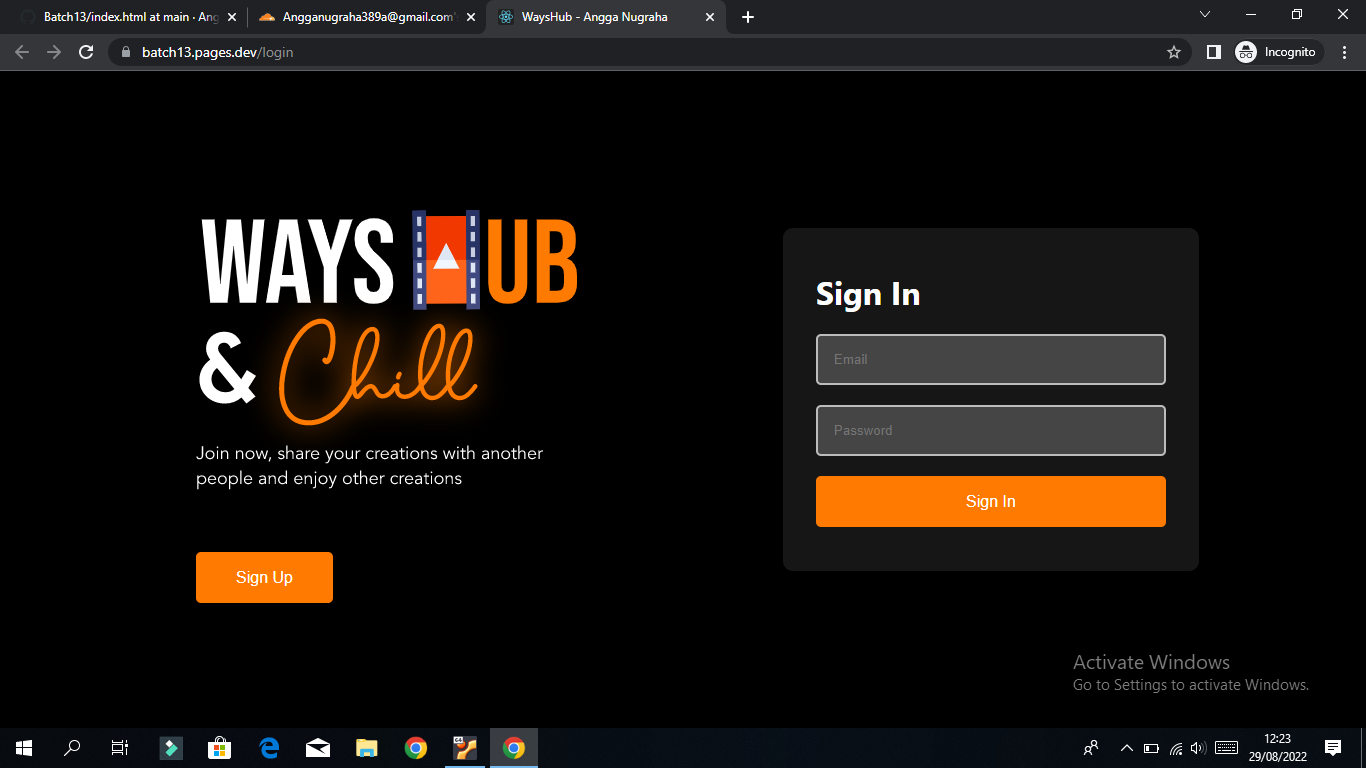 Batch13/index.html at main · Ang
Angganugraha389a@gmail.com'
WaysHub - Angga Nugraha
batch13.pages.dev/login
Incognito
WAYS HUB
& Chill
Join now, share your creations with another
people and enjoy other creations
Sign Up
Sign In
Email
Password
Sign In
Activate Windows
Go to Settings to activate Windows.
64
12:23
29/08/2022